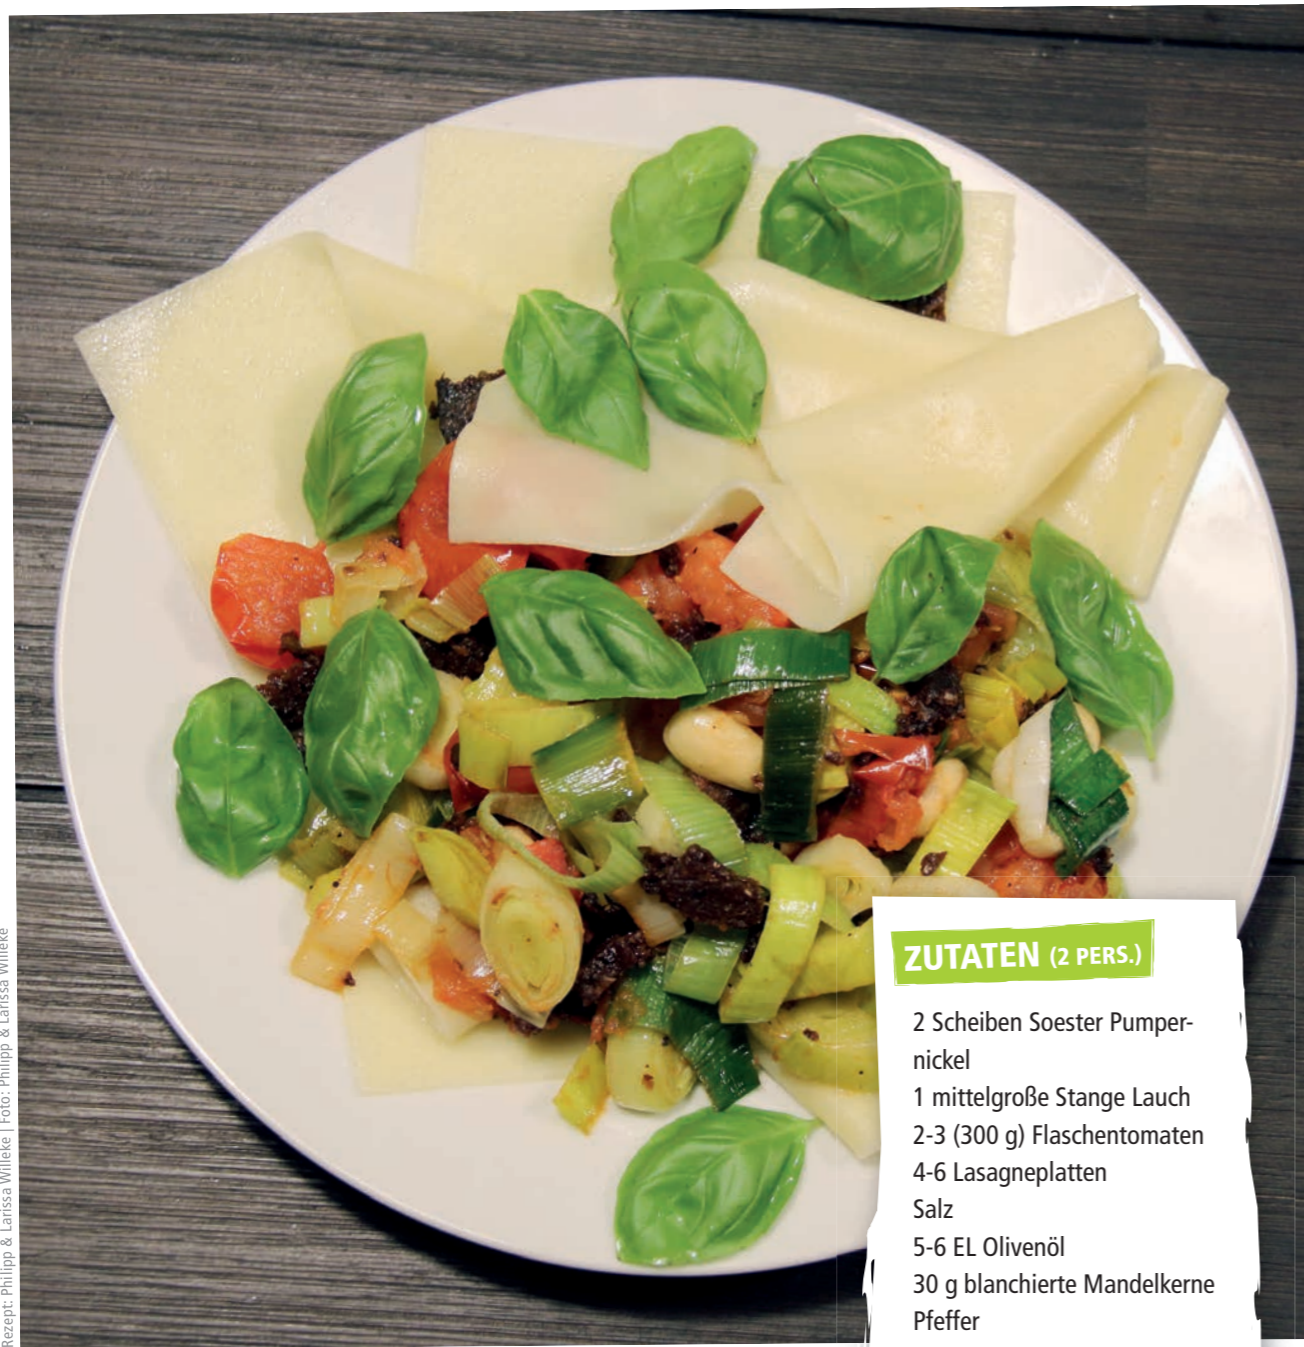 ZUTATEN (2 PERS.)
2 Scheiben Soester Pumper-
nickel
1 mittelgroße Stange Lauch
2-3 (300 g) Flaschentomaten
4-6 Lasagneplatten
Salz
5-6 EL Olivenöl
30 g blanchierte Mandelkerne
Pfeffer
Rezept: Philipp & Larissa Willeke | Foto: Philipp & Larissa Willeke